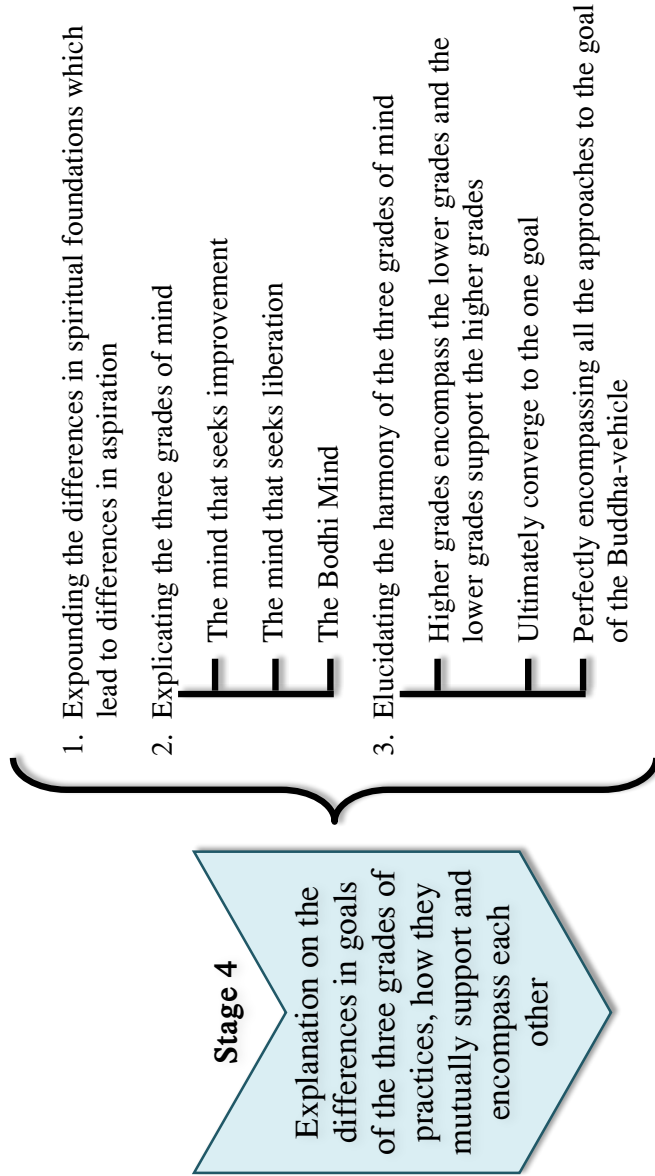 Stage 4
Explanation on the
differences in goals
of the three grades of
practices, how they
mutually support and
encompass each
other
1. Expounding the differences in spiritual foundations which
lead to differences in aspiration
2. Explicating the three grades of mind
The mind that seeks improvement
The mind that seeks liberation
The Bodhi Mind
3. Elucidating the harmony of the three grades of mind
Higher grades encompass the lower grades and the
lower grades support the higher grades
Ultimately converge to the one goal
Perfectly encompassing all the approaches to the goal
of the Buddha-vehicle